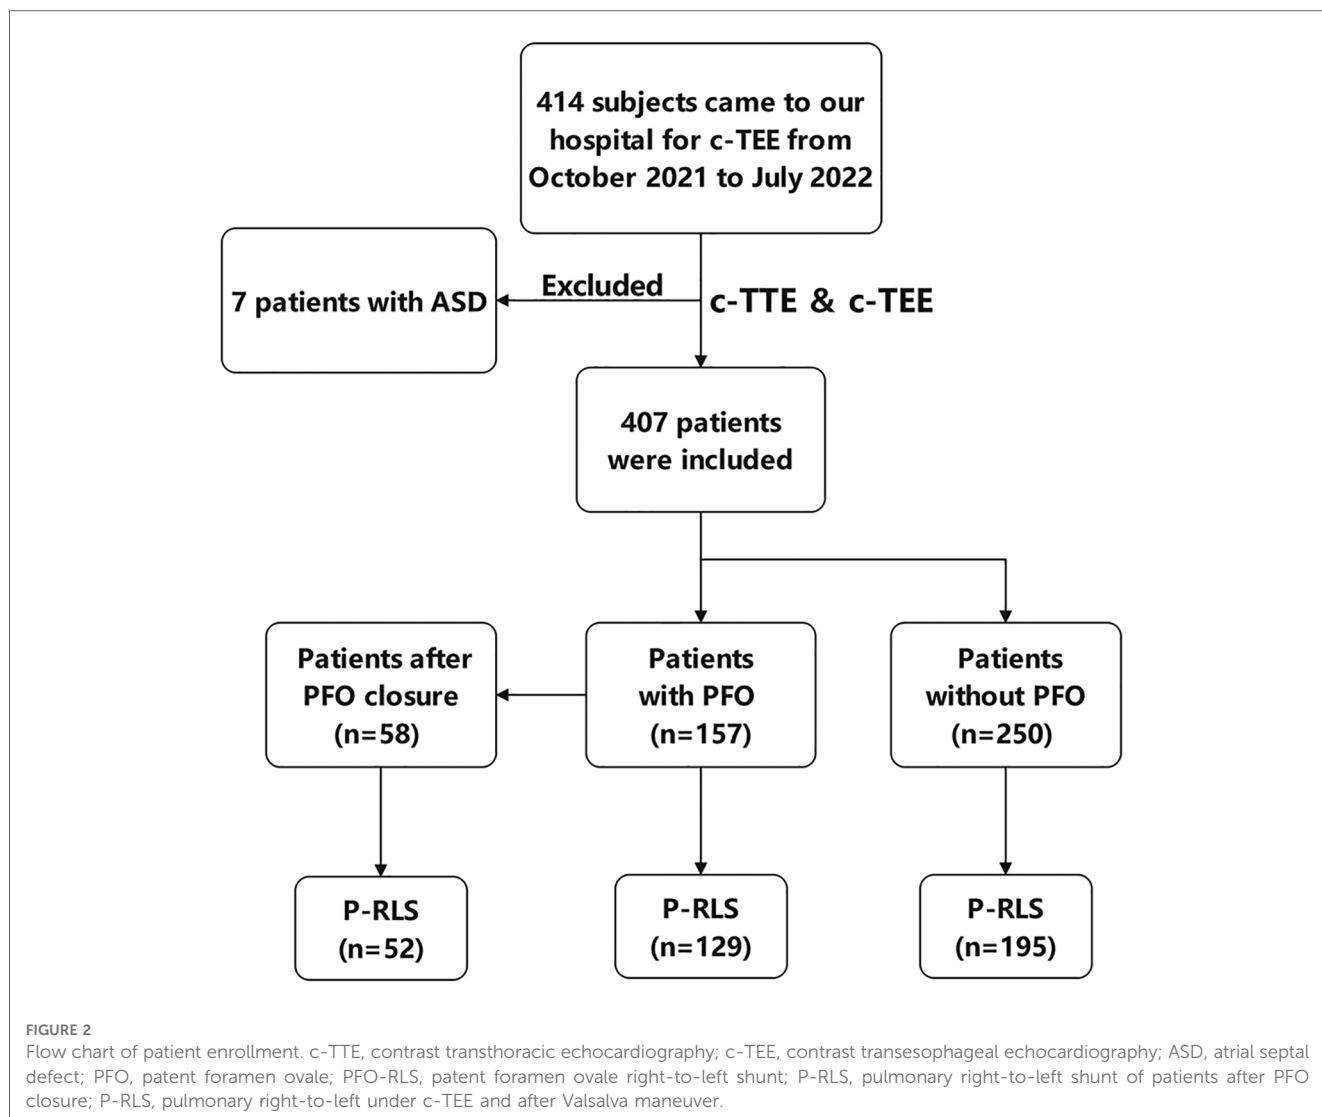 414 subjects came to our
hospital for c-TEE from
October 2021 to July 2022
Excluded
7 patients with ASD
c-TTE & c-TEE
407 patients
were included
Patients after
PFO closure
(n=58)
Patients
with PFO
(n=157)
Patients
without PFO
(n=250)
P-RLS
(n=52)
P-RLS
(n=129)
P-RLS
(n=195)
FIGURE 2
Flow chart of patient enrollment. c-TTE, contrast transthoracic echocardiography; c-TEE, contrast transesophageal echocardiography; ASD, atrial septal
defect; PFO, patent foramen ovale; PFO-RLS, patent foramen ovale right-to-left shunt; P-RLS, pulmonary right-to-left shunt of patients after PFO
closure; P-RLS, pulmonary right-to-left under c-TEE and after Valsalva maneuver.